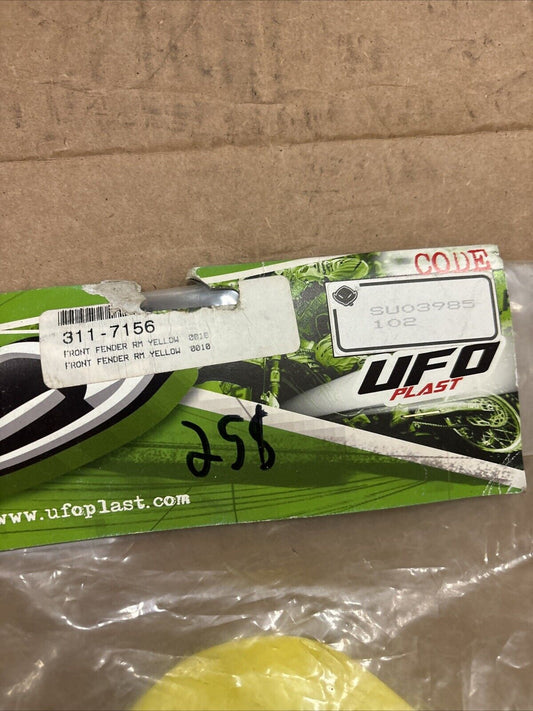 CODE
311-7156
FRONT FENDER RM YELLOW 0010
FRONT FENDER RM YELLOW 0010
SU03985
102
UFO
PLAST
258
www.ufoplast.com